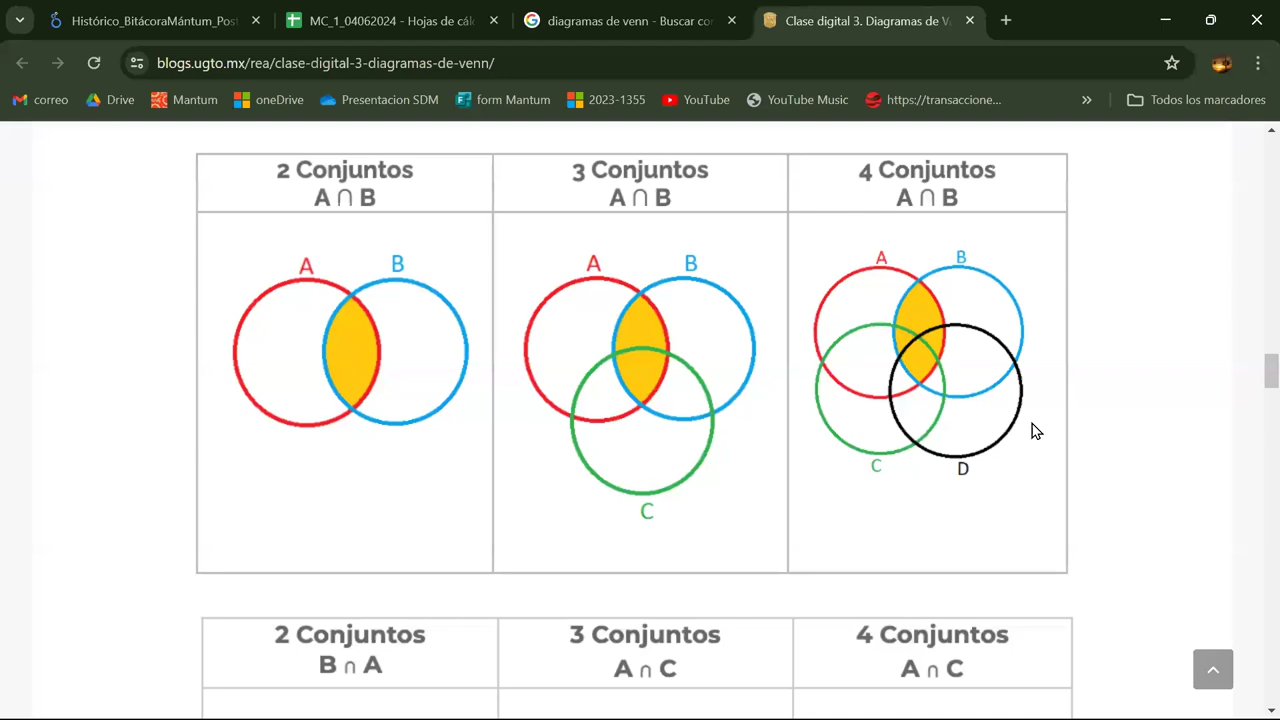 Histórico_BitácoraMántum_Post
MC_1_04062024 - Hojas de cál
diagramas de venn - Buscar co
Clase digital 3. Diagramas de V
blogs.ugto.mx/rea/clase-digital-3-diagramas-de-venn/
correo
Drive
Mantum
oneDrive
Presentacion SDM
form Mantum
2023-1355
YouTube
YouTube Music
https://transaccione...
»
Todos los marcadores
2 Conjuntos
A ∩ B
3 Conjuntos
A ∩ B
4 Conjuntos
A ∩ B
A
B
A
B
C
A
B
C
D
2 Conjuntos
B ∩ A
3 Conjuntos
A ∩ C
4 Conjuntos
A ∩ C